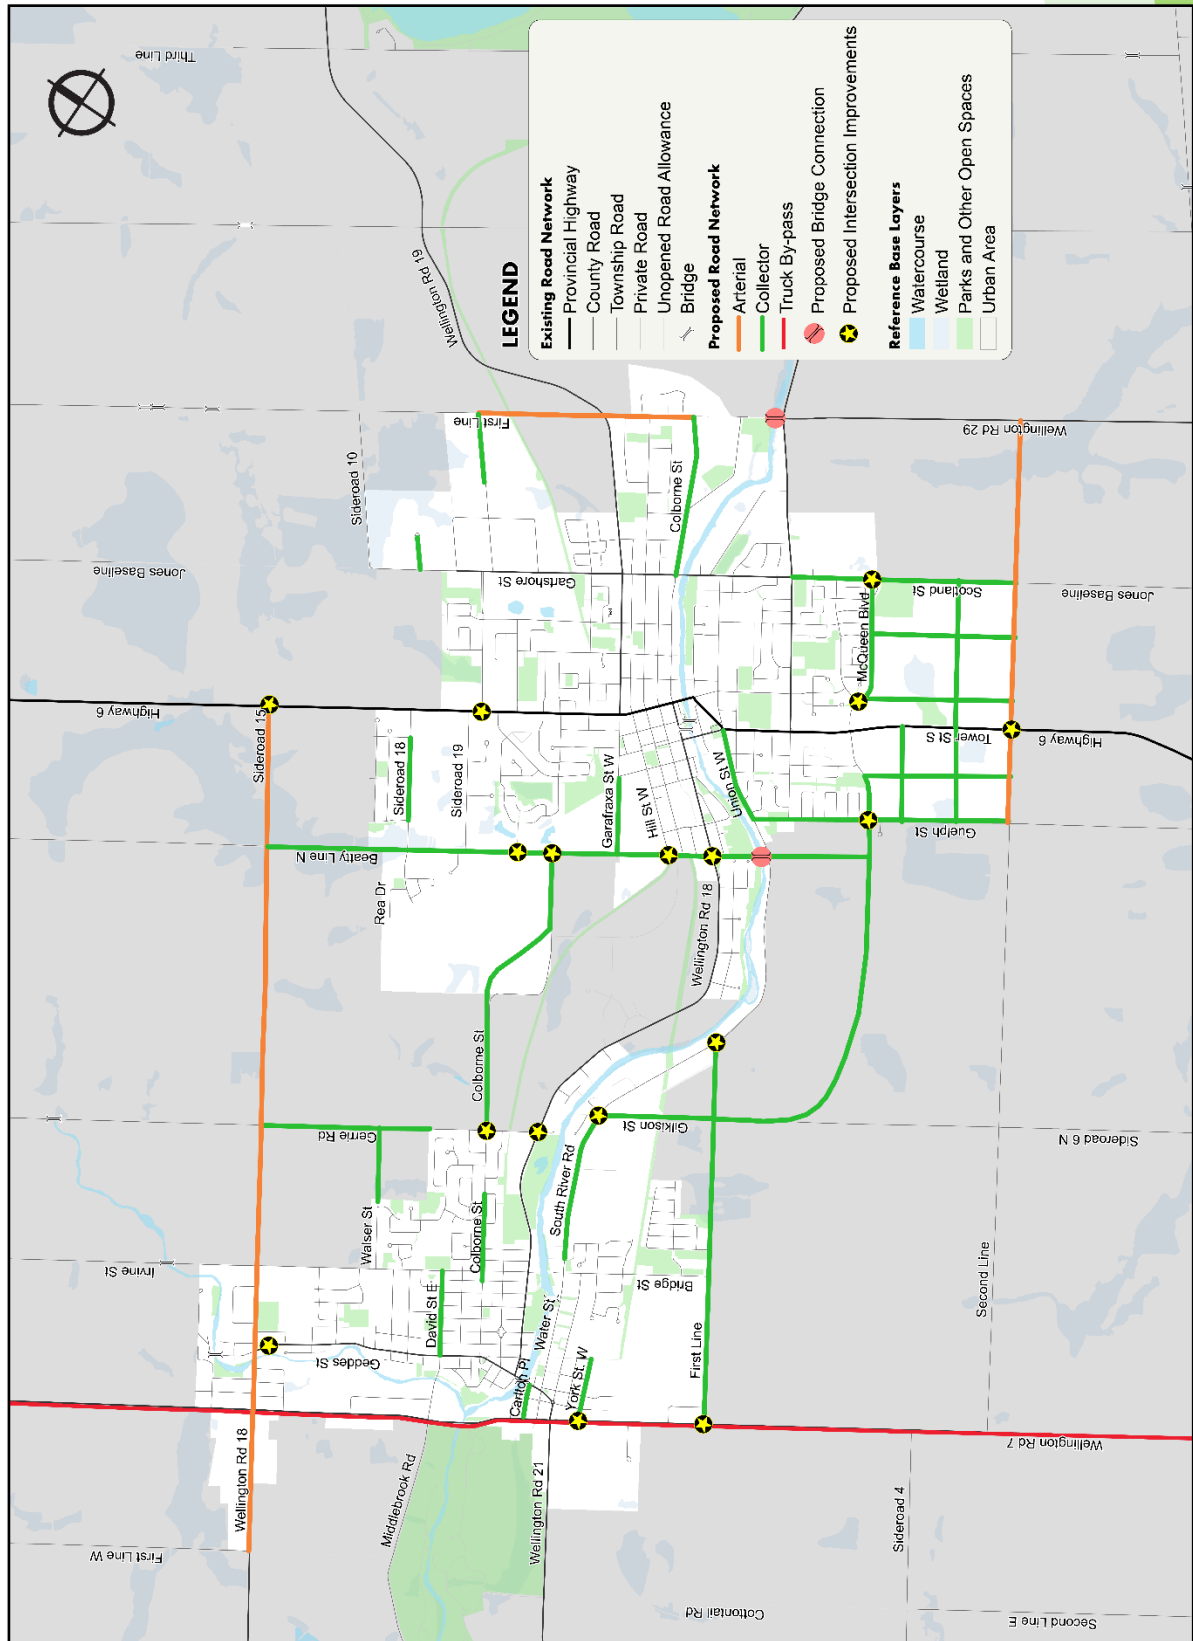 LEGEND
Existing Road Network
Provincial Highway
County Road
Township Road
Private Road
Unopened Road Allowance
Bridge
Proposed Road Network
Arterial
Collector
Truck By-pass
Proposed Bridge Connection
Proposed Intersection Improvements
Reference Base Layers
Watercourse
Wetland
Parks and Other Open Spaces
Urban Area
Third Line
Wellington Rd 19
First Line
Sideroad 10
Colborne St
Wellington Rd 29
Jones Baseline
Gartshore St
Scotland St
Jones Baseline
McQueen Blvd
Highway 6
Sideroad 15
Sideroad 18
Sideroad 19
Garafraxa St W
Hill St W
Union St W
Tower St S
Highway 6
Guelph St
Beatty Line N
Rea Dr
Wellington Rd 18
Colborne St
Gerrie Rd
Gilkison St
Sideroad 6 N
South River Rd
Walser St
Colborne St
Irvine St
David St E
Water St
Bridge St
Second Line
Geddes St
Carlton Pl
York St. W
First Line
Wellington Rd 7
Wellington Rd 18
Middlebrook Rd
Wellington Rd 21
Sideroad 4
First Line W
Cottontail Rd
Second Line E